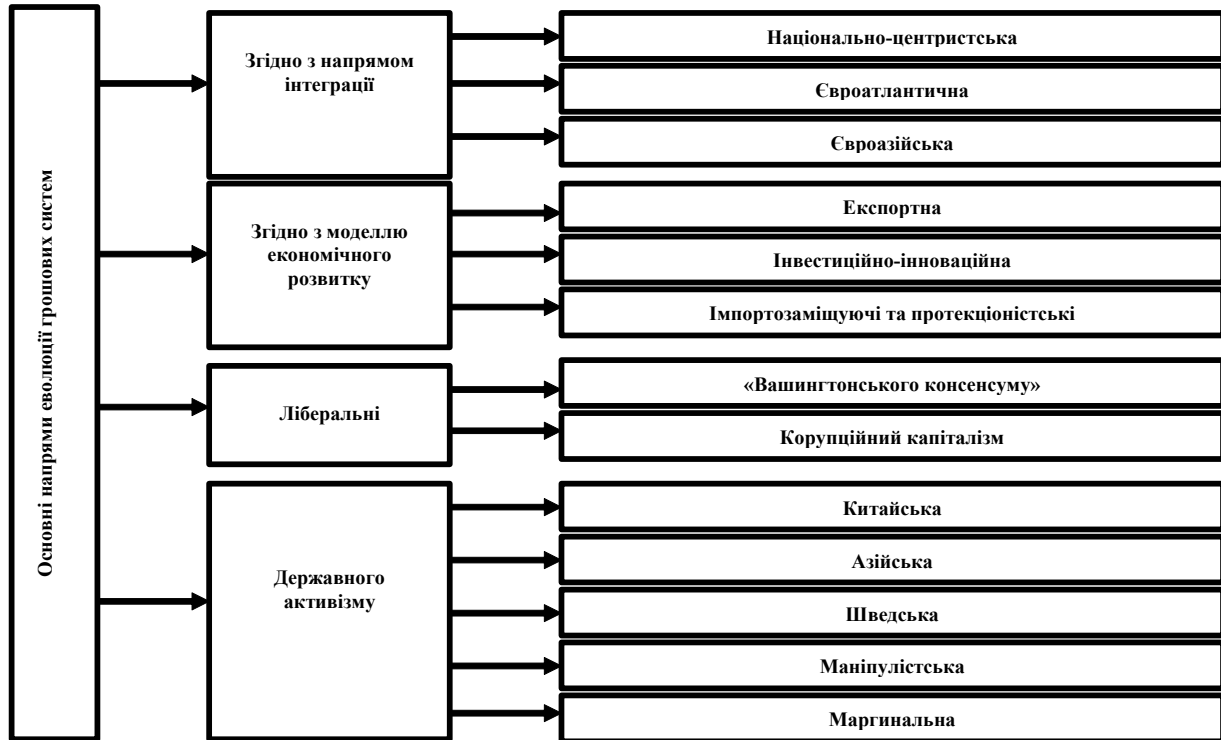 Основні напрями еволюції грошових систем
Згідно з напрямом
інтеграції
Національно-центристська
Євроатлантична
Євроазійська
Згідно з моделлю
економічного
розвитку
Експортна
Інвестиційно-інноваційна
Імпортозаміщуючі та протекціоністські
Ліберальні
«Вашингтонського консенсуму»
Корупційний капіталізм
Державного
активізму
Китайська
Азійська
Шведська
Маніпулістська
Маргинальна